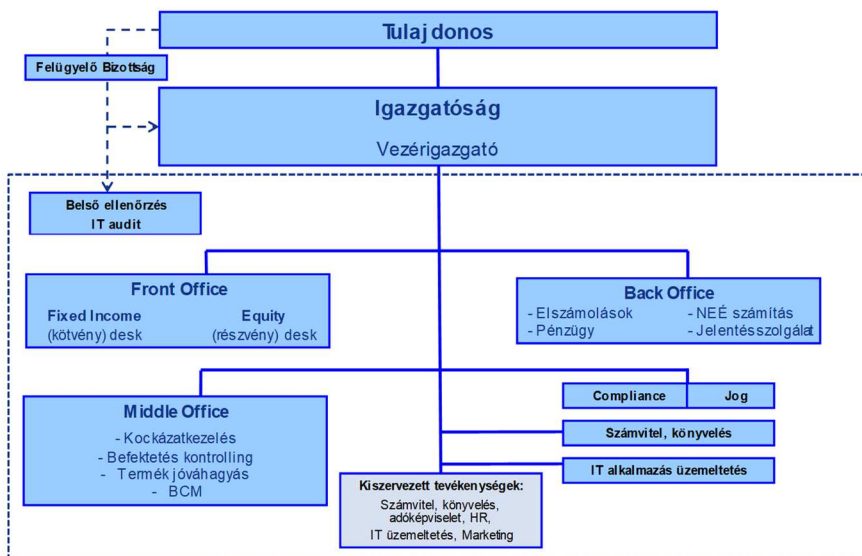 Tulajdonos
Felügyelő Bizottság
Igazgatóság
Vezérigazgató
Belső ellenőrzés
IT audit
Front Office
Fixed Income Equity
(kötvény) desk (részvény) desk
Back Office
- Elszámolások - NEÉ számítás
- Pénzügy - Jelentésszolgálat
Middle Office
- Kockázatkezelés
- Befektetés kontrolling
- Termék jóváhagyás
- BCM
Compliance Jog
Számvitel, könyvelés
IT alkalmazás üzemeltetés
Kiszervezett tevékenységek:
Számvitel, könyvelés,
adóképviselet, HR,
IT üzemeltetés, Marketing